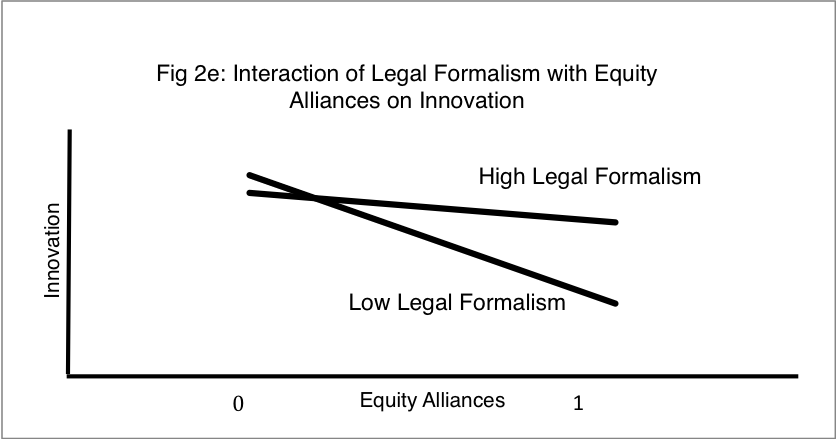 Fig 2e: Interaction of Legal Formalism with Equity
Alliances on Innovation
High Legal Formalism
Innovation
Low Legal Formalism
0 Equity Alliances 1